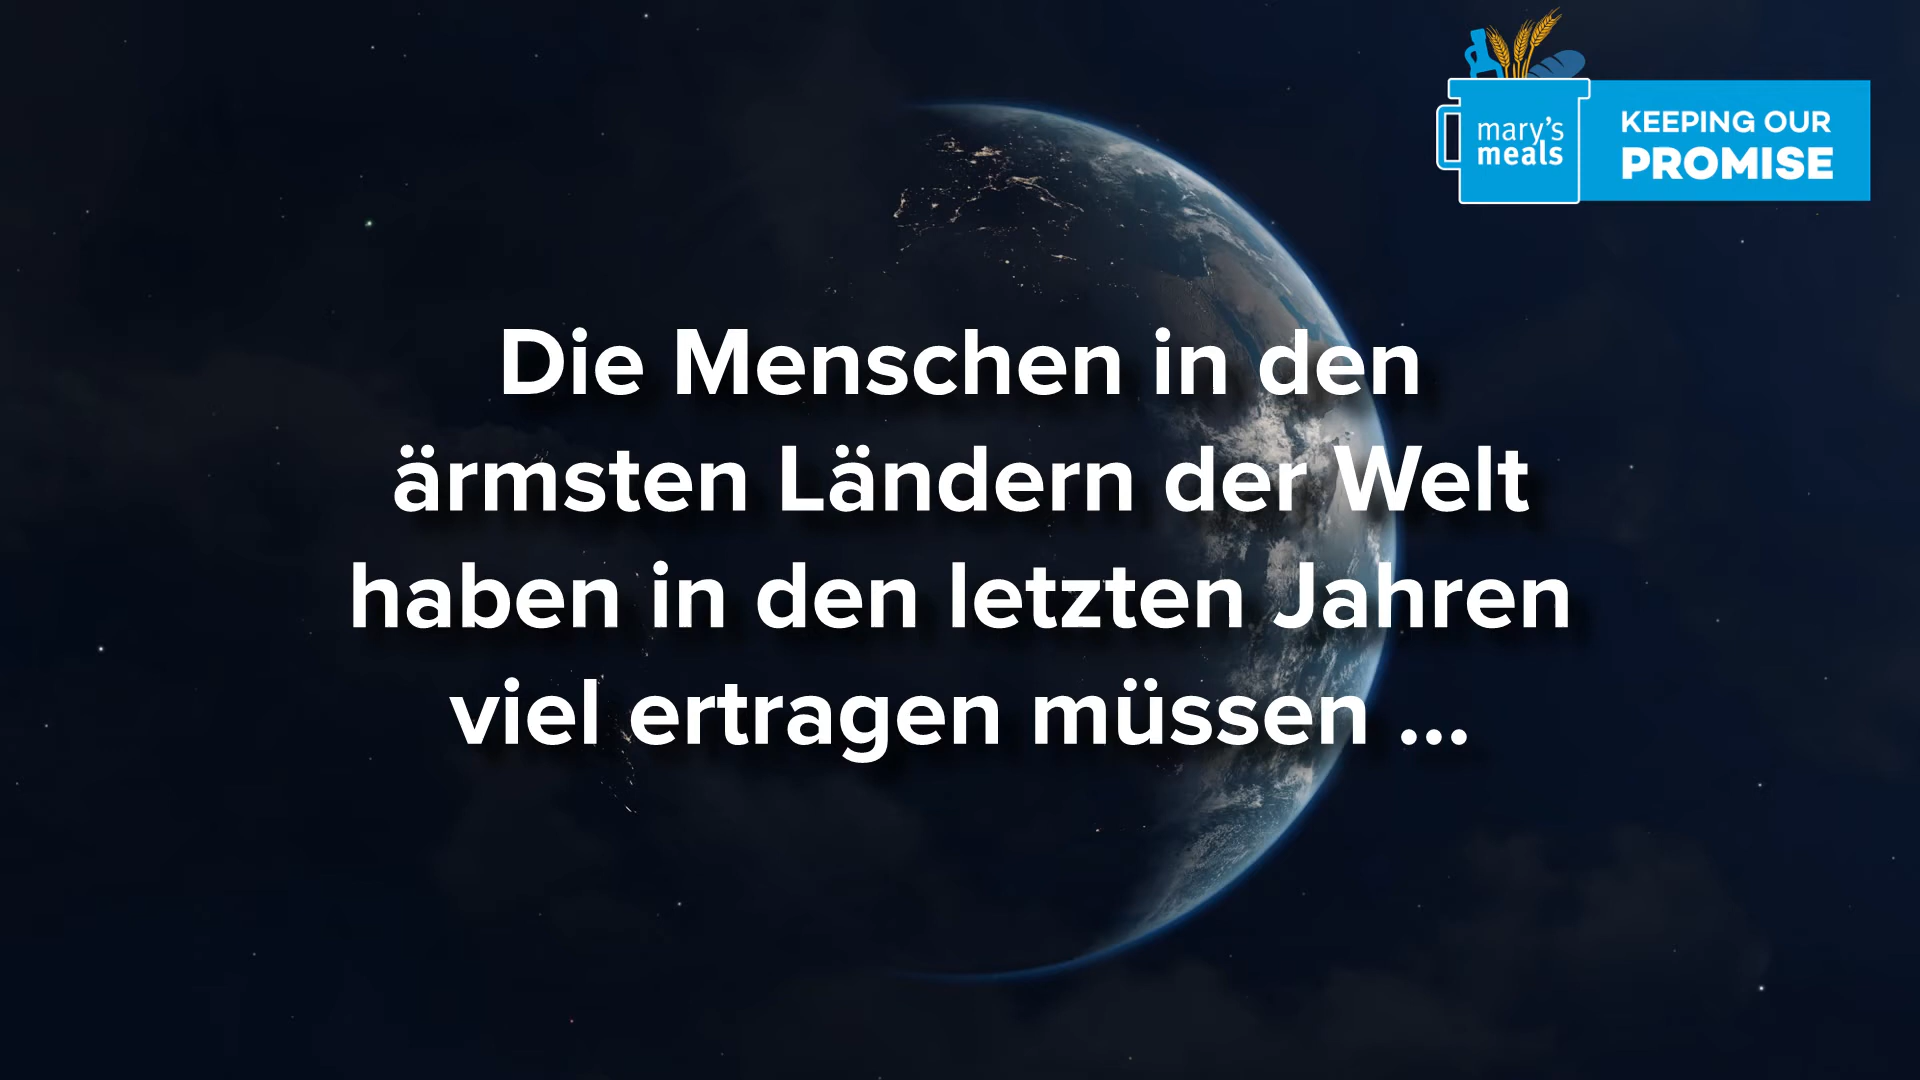 mary's
meals
KEEPING OUR
PROMISE
Die Menschen in den
ärmsten Ländern der Welt
haben in den letzten Jahren
viel ertragen müssen ...